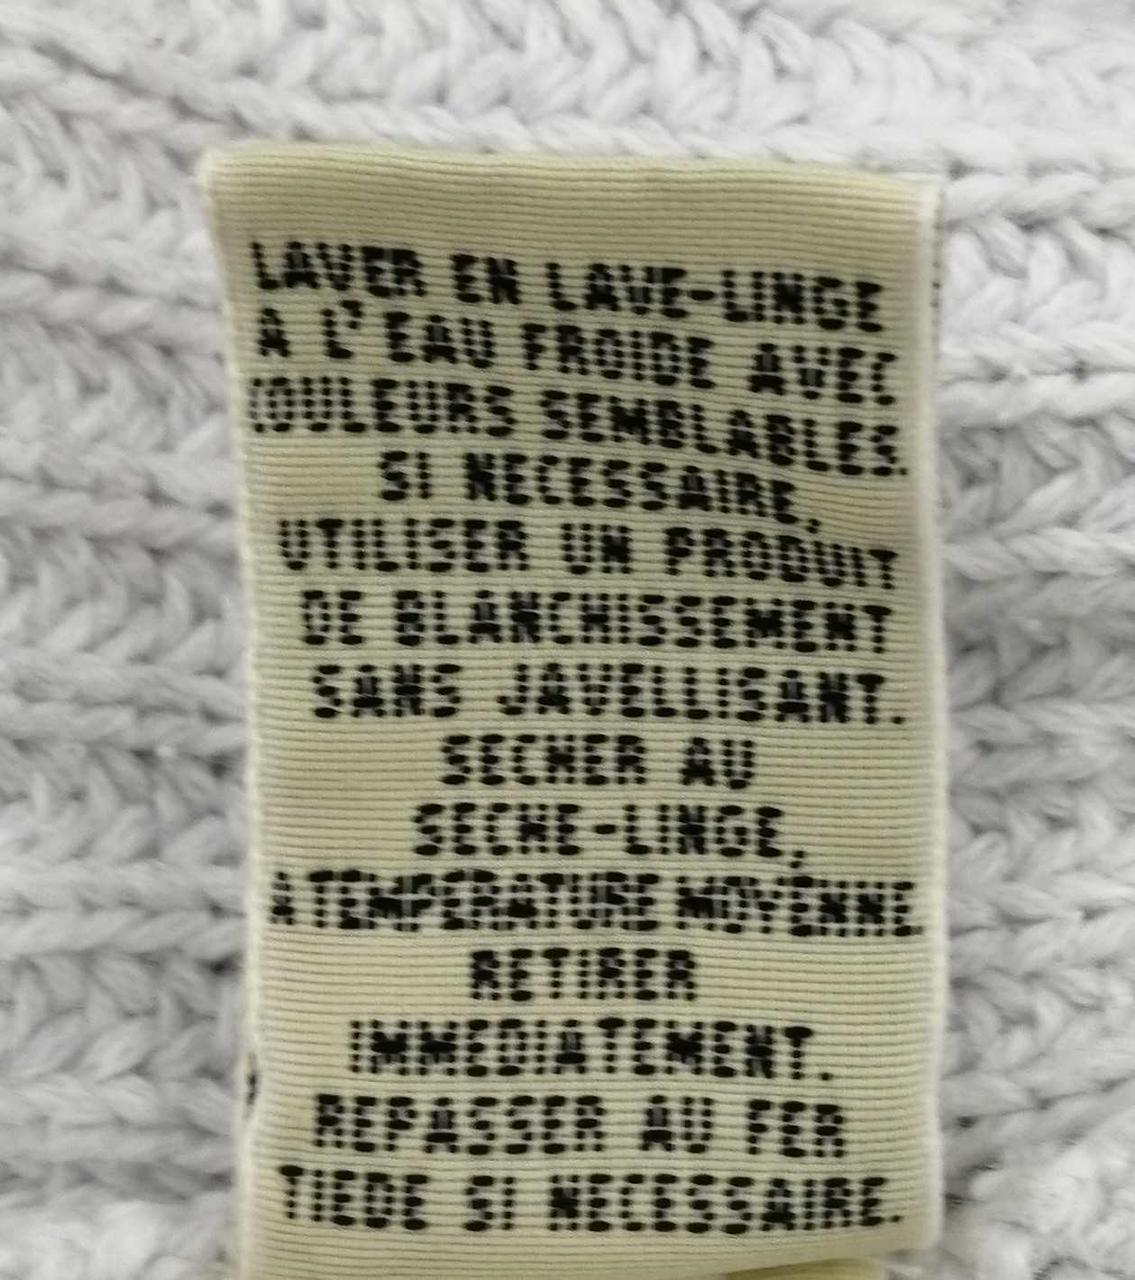 LAVER EN LAVE-LINGE
A L'EAU FROIDE AVEC
COULEURS SEMBLABLES.
SI NECESSAIRE,
UTILISER UN PRODUIT
DE BLANCHISSEMENT
SANS JAVELLISANT.
SECHER AU
SECHE-LINGE,
A TEMPERATURE MOYENNE.
RETIRER
IMMEDIATEMENT.
REPASSER AU FER
TIEDE SI NECESSAIRE.